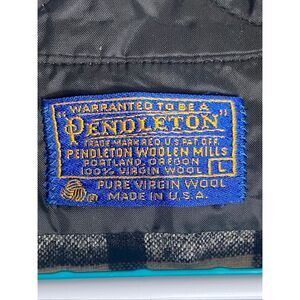 "WARRANTED TO BE A
PENDLETON"
TRADE MARK REG. U.S. PAT. OFF.
PENDLETON WOOLEN MILLS
PORTLAND, OREGON
100% VIRGIN WOOL
L
PURE VIRGIN WOOL
MADE IN U.S.A.